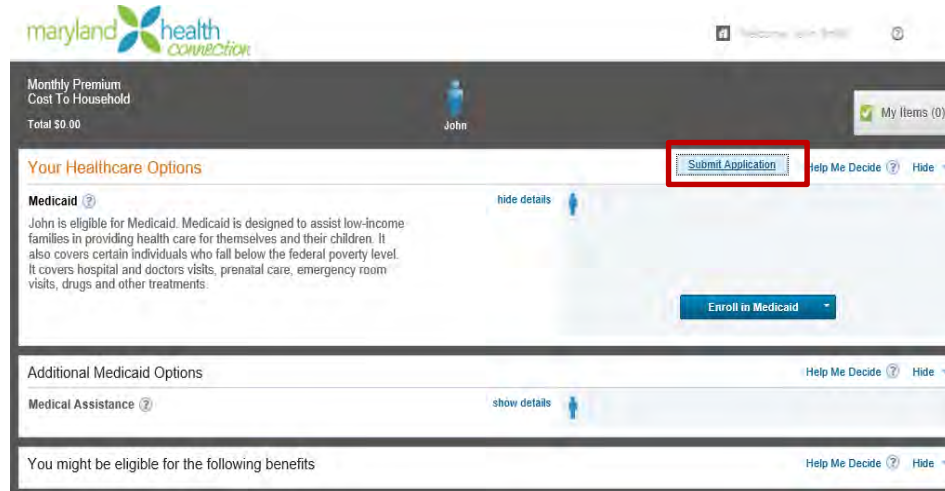 maryland health
connection
Monthly Premium
Cost To Household
Total $0.00
John
My Items (0)
Your Healthcare Options
Submit Application
Help Me Decide ?
Hide
Medicaid ?
hide details
John is eligible for Medicaid. Medicaid is designed to assist low-income
families in providing health care for themselves and their children. It
also covers certain individuals who fall below the federal poverty level.
It covers hospital and doctors visits, prenatal care, emergency room
visits, drugs and other treatments.
Enroll in Medicaid
Additional Medicaid Options
Help Me Decide ?
Hide
Medical Assistance ?
show details
You might be eligible for the following benefits
Help Me Decide ?
Hide